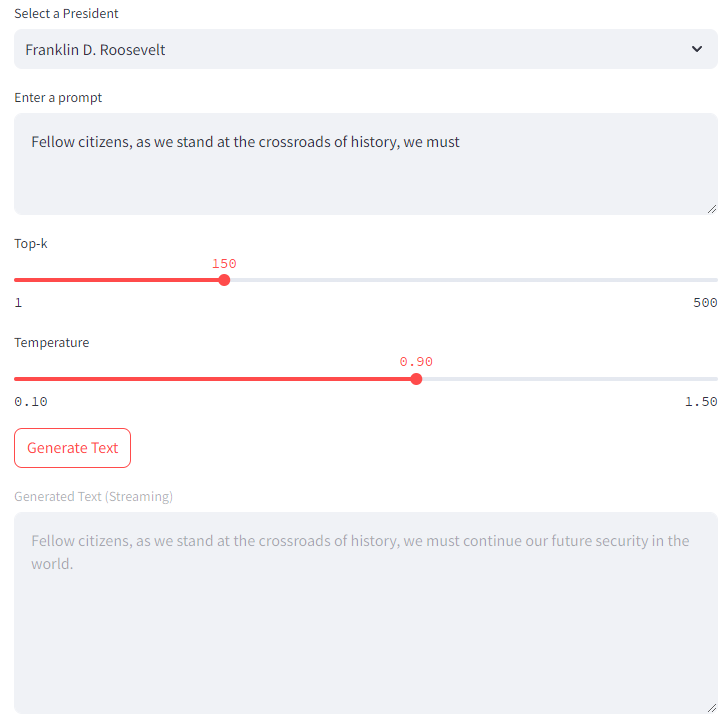 Select a President
Franklin D. Roosevelt
Enter a prompt
Fellow citizens, as we stand at the crossroads of history, we must
Top-k
150
1
500
Temperature
0.90
0.10
1.50
Generate Text
Generated Text (Streaming)
Fellow citizens, as we stand at the crossroads of history, we must continue our future security in the
world.